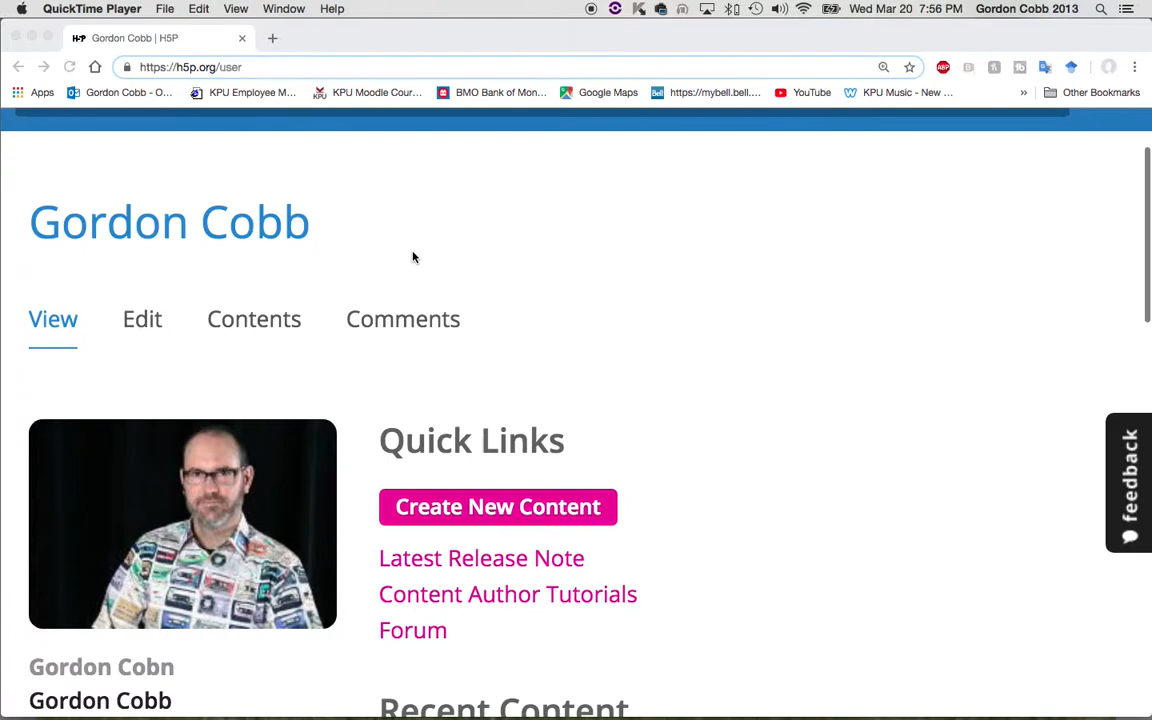 QuickTime Player File Edit View Window Help Wed Mar 20 7:56 PM Gordon Cobb 2013
H-P Gordon Cobb | H5P
https://h5p.org/user ABP
Apps Gordon Cobb - O... KPU Employee M... KPU Moodle Cour... BMO Bank of Mon... Google Maps https://mybell.bell.... YouTube KPU Music - New ... » Other Bookmarks
Gordon Cobb
View Edit Contents Comments
Quick Links
Create New Content
Latest Release Note
Content Author Tutorials
Forum
feedback
Gordon Cobn
Gordon Cobb
Recent Content